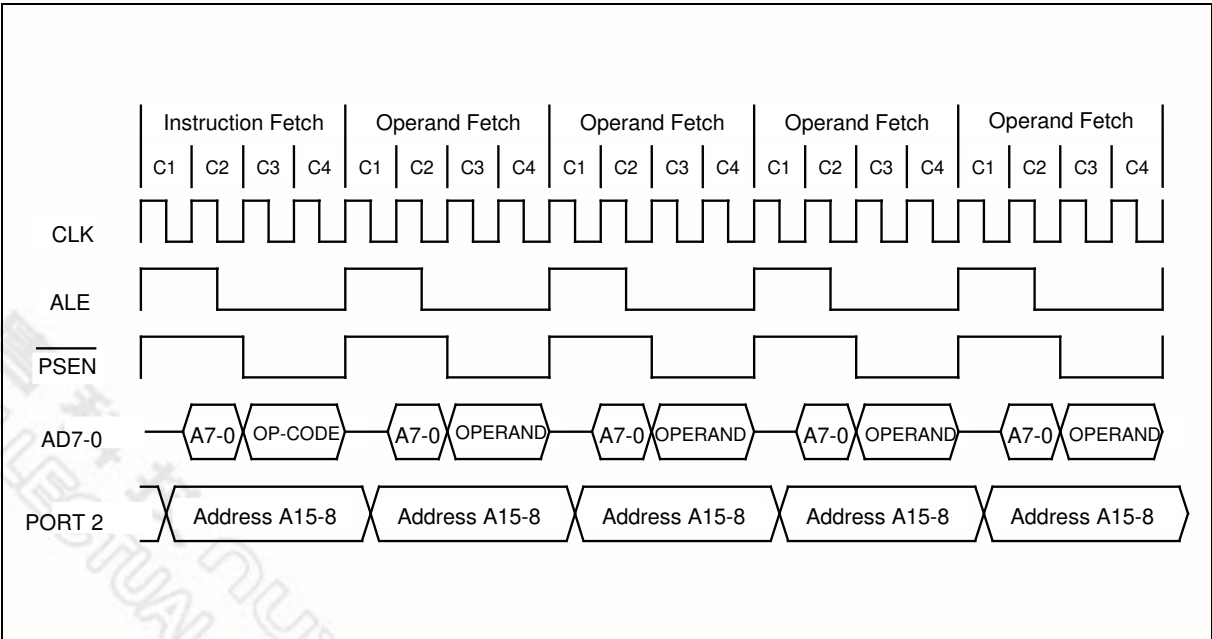 Instruction Fetch Operand Fetch Operand Fetch Operand Fetch Operand Fetch
C1 C2 C3 C4 C1 C2 C3 C4 C1 C2 C3 C4 C1 C2 C3 C4 C1 C2 C3 C4
CLK
ALE
PSEN
AD7-0 A7-0 OP-CODE A7-0 OPERAND A7-0 OPERAND A7-0 OPERAND A7-0 OPERAND
PORT 2 Address A15-8 Address A15-8 Address A15-8 Address A15-8 Address A15-8